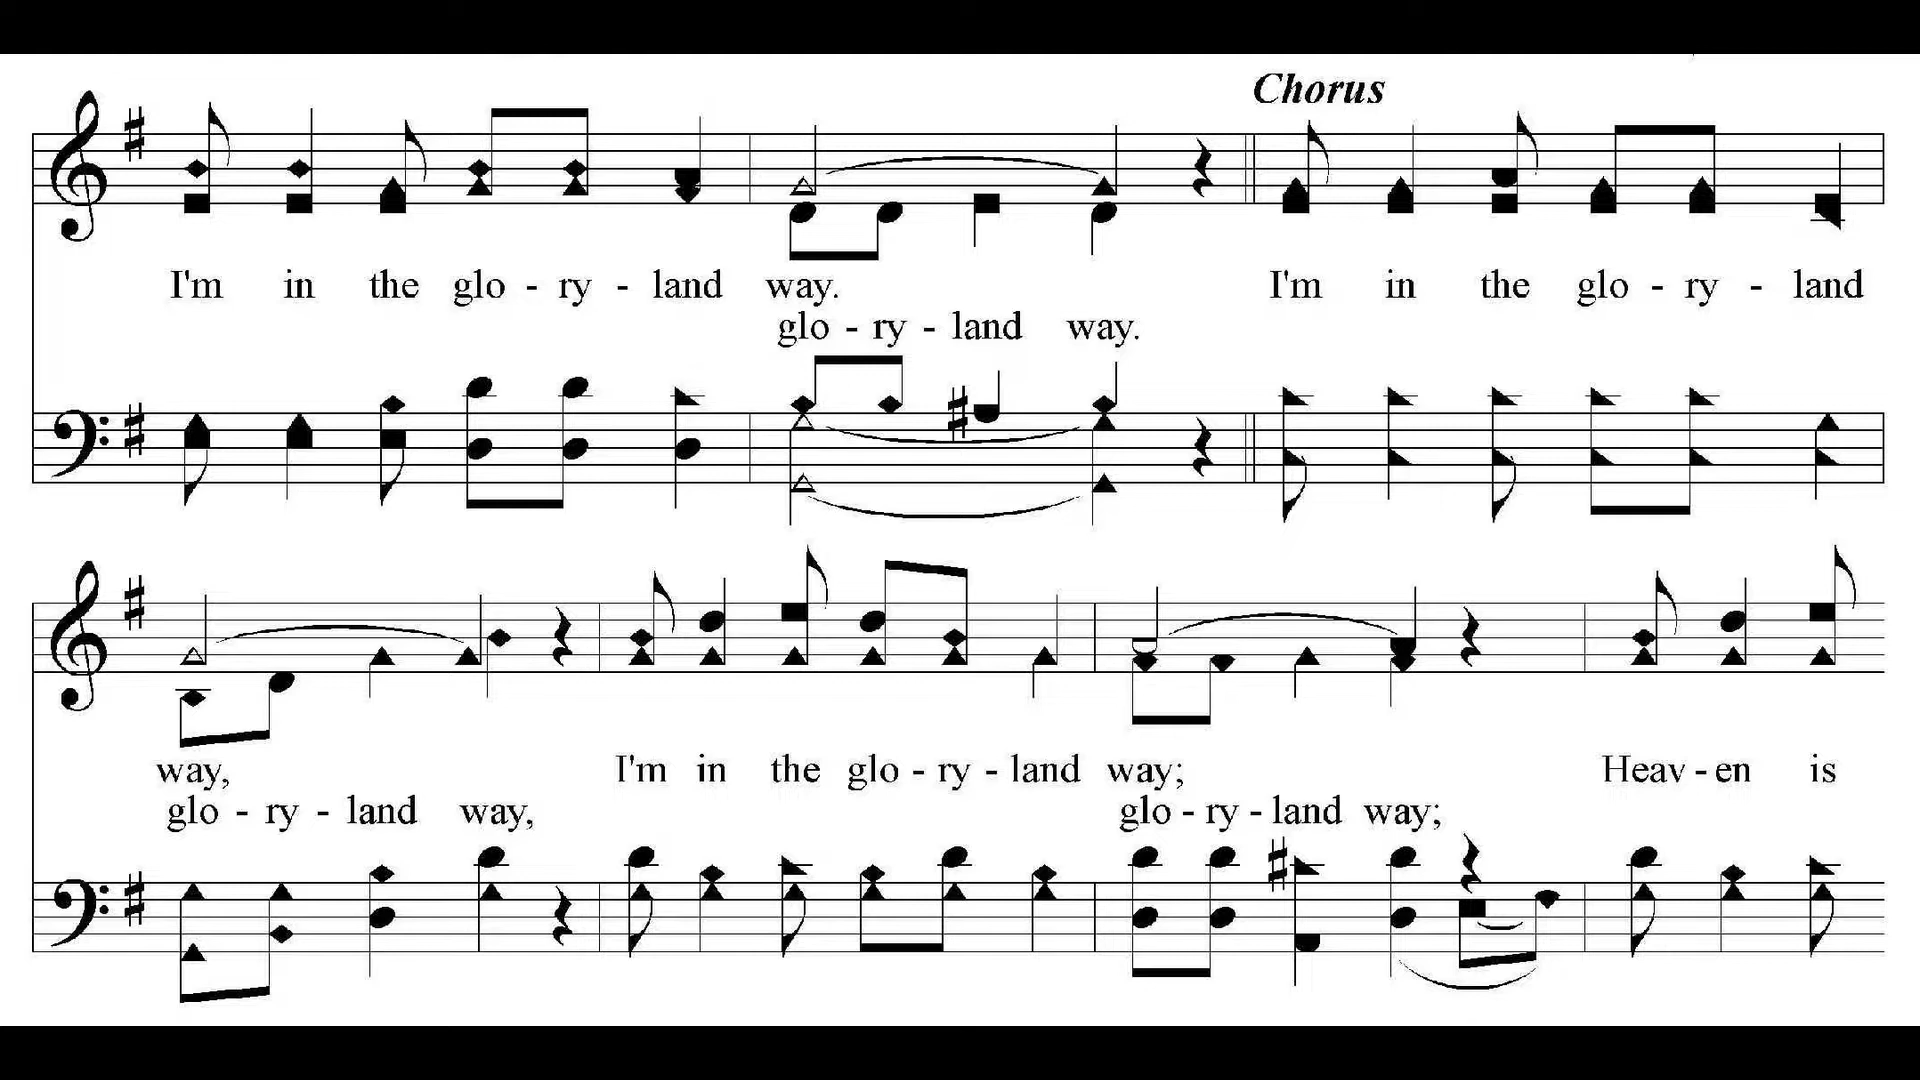 Chorus
I'm in the glo - ry - land way. I'm in the glo - ry - land
glo - ry - land way.
way, I'm in the glo - ry - land way; Heav - en is
glo - ry - land way, glo - ry - land way;